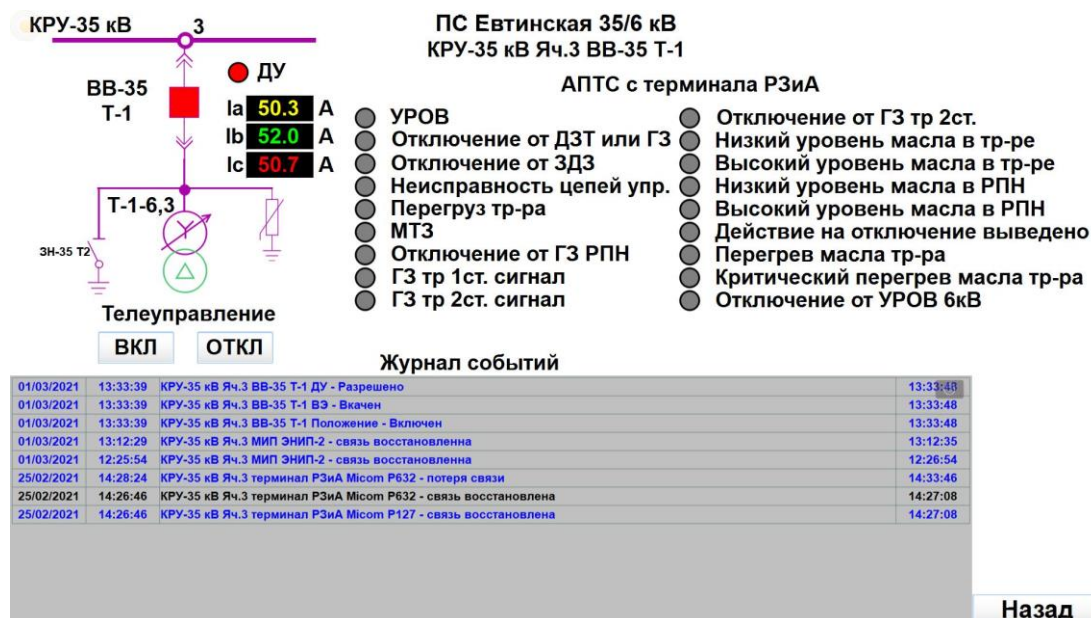 КРУ-35 кВ
3
ПС Евтинская 35/6 кВ
КРУ-35 кВ Яч.3 ВВ-35 Т-1
ВВ-35
Т-1
ДУ
Ia 50.3 А
Ib 52.0 А
Ic 50.7 А
Т-1-6,3
ЗН-35 Т2
АПТС с терминала РЗиА
УРОВ
Отключение от ДЗТ или ГЗ
Отключение от ЗДЗ
Неисправность цепей упр.
Перегруз тр-ра
МТЗ
Отключение от ГЗ РПН
ГЗ тр 1ст. сигнал
ГЗ тр 2ст. сигнал
Отключение от ГЗ тр 2ст.
Низкий уровень масла в тр-ре
Высокий уровень масла в тр-ре
Низкий уровень масла в РПН
Высокий уровень масла в РПН
Действие на отключение выведено
Перегрев масла тр-ра
Критический перегрев масла тр-ра
Отключение от УРОВ 6кВ
Телеуправление
ВКЛ ОТКЛ
Журнал событий
01/03/2021 13:33:39 КРУ-35 кВ Яч.3 ВВ-35 Т-1 ДУ - Разрешено 13:33:48
01/03/2021 13:33:39 КРУ-35 кВ Яч.3 ВВ-35 Т-1 ВЭ - Вкачен 13:33:48
01/03/2021 13:33:39 КРУ-35 кВ Яч.3 ВВ-35 Т-1 Положение - Включен 13:33:48
01/03/2021 13:12:29 КРУ-35 кВ Яч.3 МИП ЭНИП-2 - связь восстановленна 13:12:35
01/03/2021 12:25:54 КРУ-35 кВ Яч.3 МИП ЭНИП-2 - связь восстановленна 12:26:54
25/02/2021 14:28:24 КРУ-35 кВ Яч.3 терминал РЗиА Micom P632 - потеря связи 14:33:46
25/02/2021 14:26:46 КРУ-35 кВ Яч.3 терминал РЗиА Micom P632 - связь восстановлена 14:27:08
25/02/2021 14:26:46 КРУ-35 кВ Яч.3 терминал РЗиА Micom P127 - связь восстановлена 14:27:08
Назад